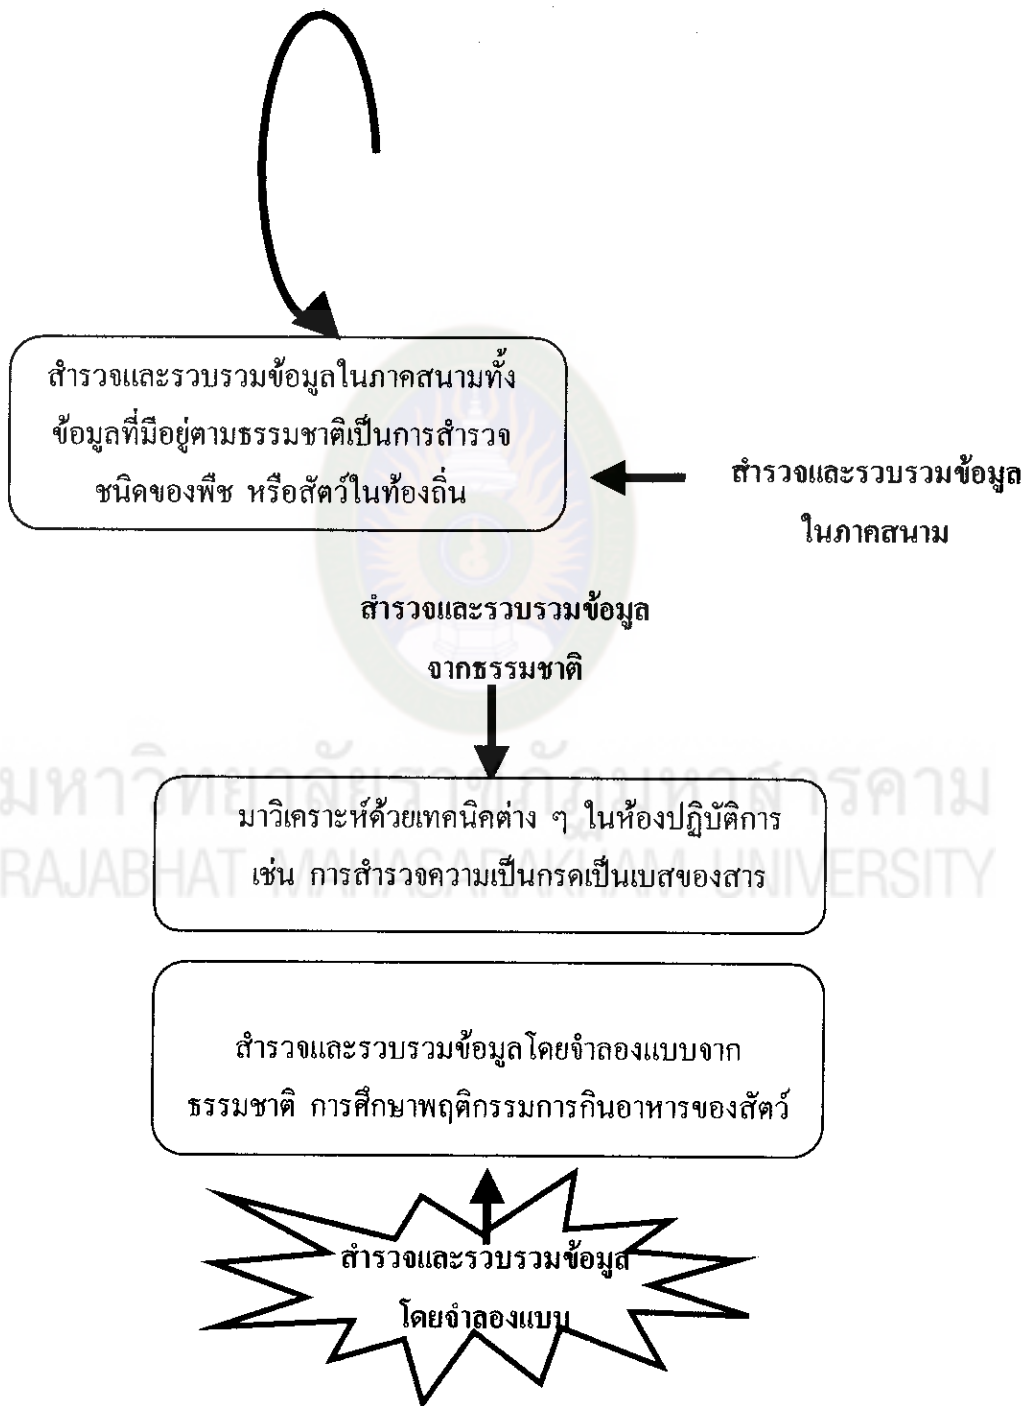 สำรวจและรวบรวมข้อมูลในภาคสนามทั้ง
ข้อมูลที่มีอยู่ตามธรรมชาติเป็นการสำรวจ
ชนิดของพืช หรือสัตว์ในท้องถิ่น
สำรวจและรวบรวมข้อมูล
ในภาคสนาม
สำรวจและรวบรวมข้อมูล
จากธรรมชาติ
มหาวิทยาลัยราชภัฏมหาสารคาม
RAJABHAT MAHASARAKHAM UNIVERSITY
มาวิเคราะห์ด้วยเทคนิคต่าง ๆ ในห้องปฏิบัติการ
เช่น การสำรวจความเป็นกรดเป็นเบสของสาร
สำรวจและรวบรวมข้อมูลโดยจำลองแบบจาก
ธรรมชาติ การศึกษาพฤติกรรมการกินอาหารของสัตว์
สำรวจและรวบรวมข้อมูล
โดยจำลองแบบ